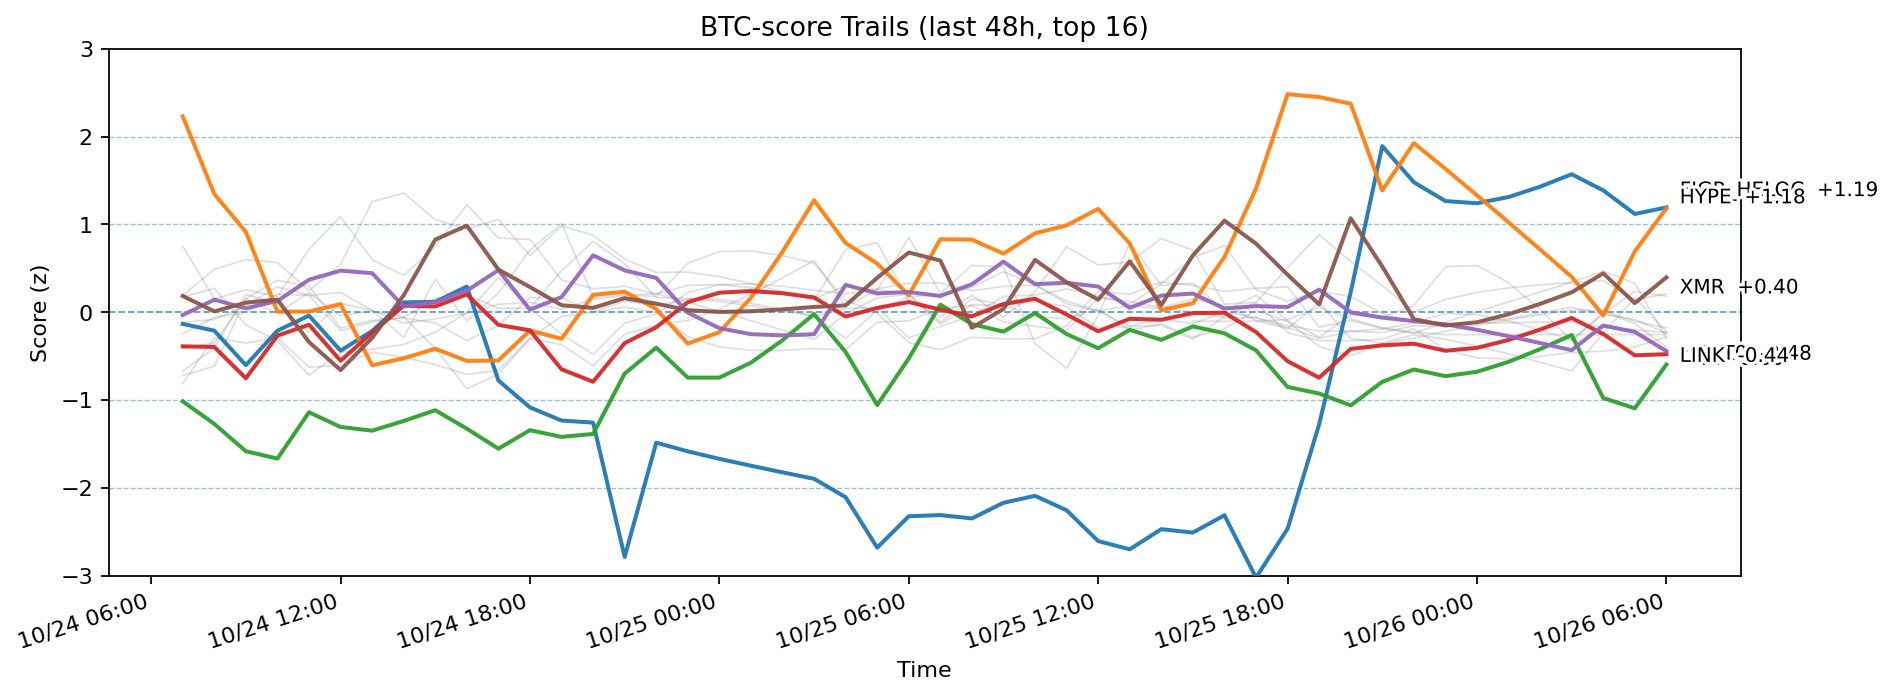 BTC-score Trails (last 48h, top 16)
Score (z)
3
2
1
0
−1
−2
−3
+1.19
HYPE +1.18
XMR +0.40
LINK
10/24 06:00
10/24 12:00
10/24 18:00
10/25 00:00
10/25 06:00
10/25 12:00
10/25 18:00
10/26 00:00
10/26 06:00
Time